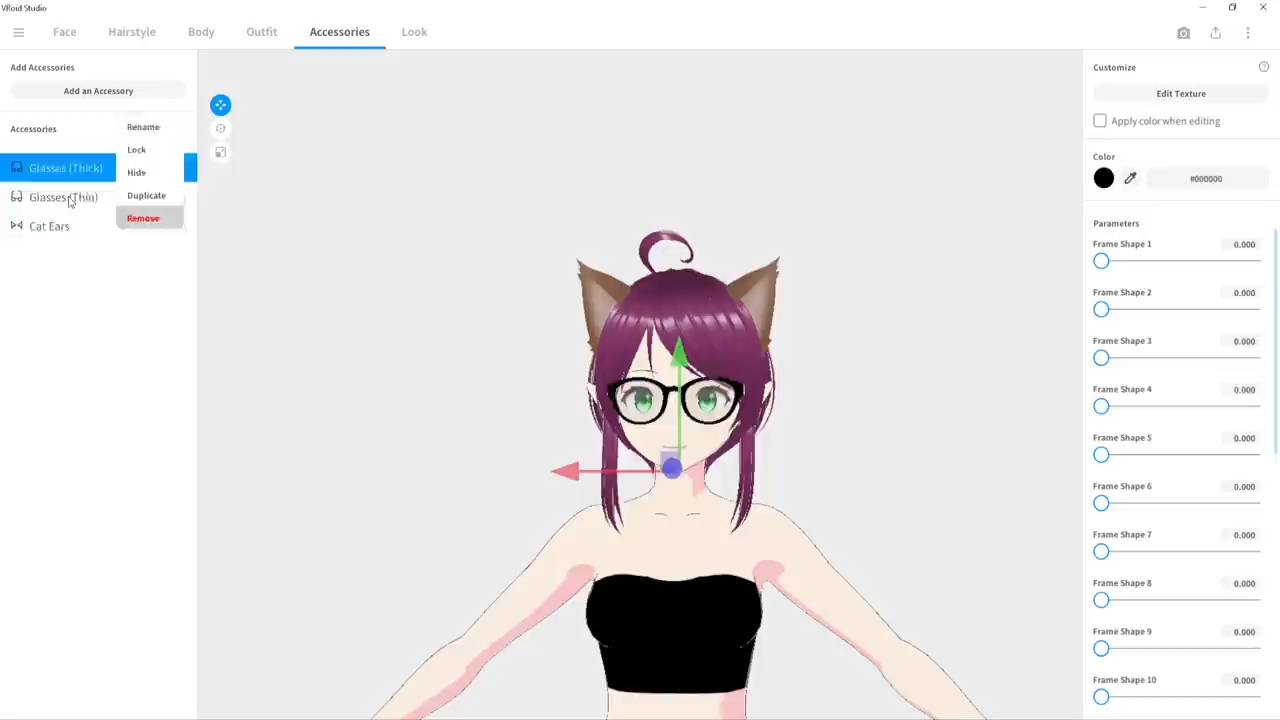 VRoid Studio
Face
Hairstyle
Body
Outfit
Accessories
Look
Add Accessories
Add an Accessory
Accessories
Glasses (Thick)
Glasses (Thin)
Cat Ears
Rename
Lock
Hide
Duplicate
Remove
Customize
Edit Texture
Apply color when editing
Color
#000000
Parameters
Frame Shape 1 0.000
Frame Shape 2 0.000
Frame Shape 3 0.000
Frame Shape 4 0.000
Frame Shape 5 0.000
Frame Shape 6 0.000
Frame Shape 7 0.000
Frame Shape 8 0.000
Frame Shape 9 0.000
Frame Shape 10 0.000